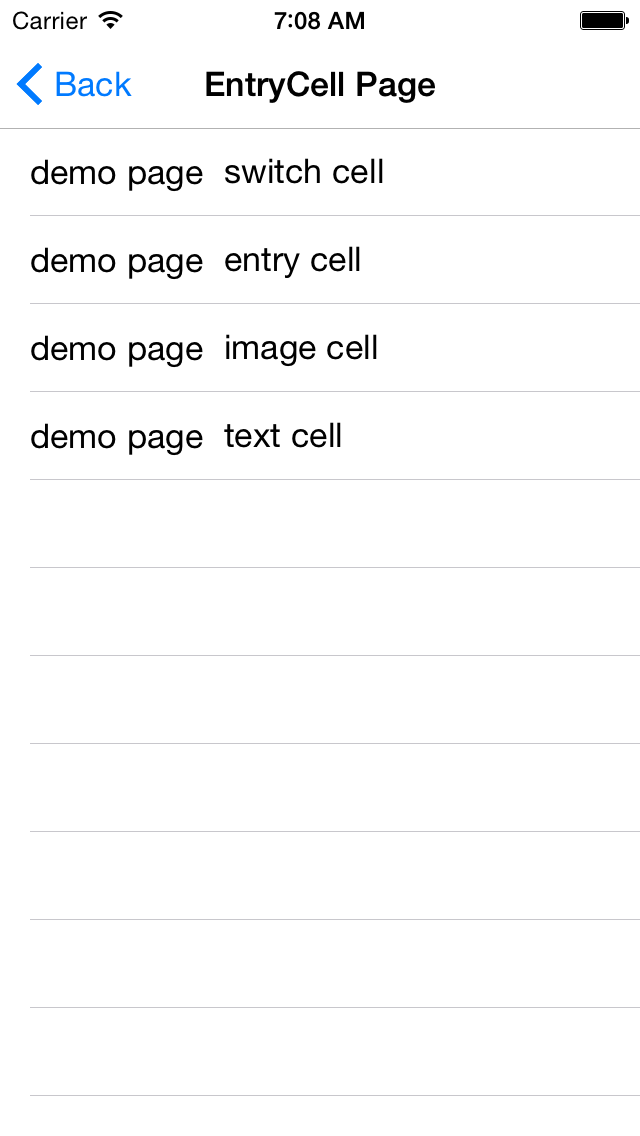 Carrier 7:08 AM
Back EntryCell Page
demo page switch cell
demo page entry cell
demo page image cell
demo page text cell